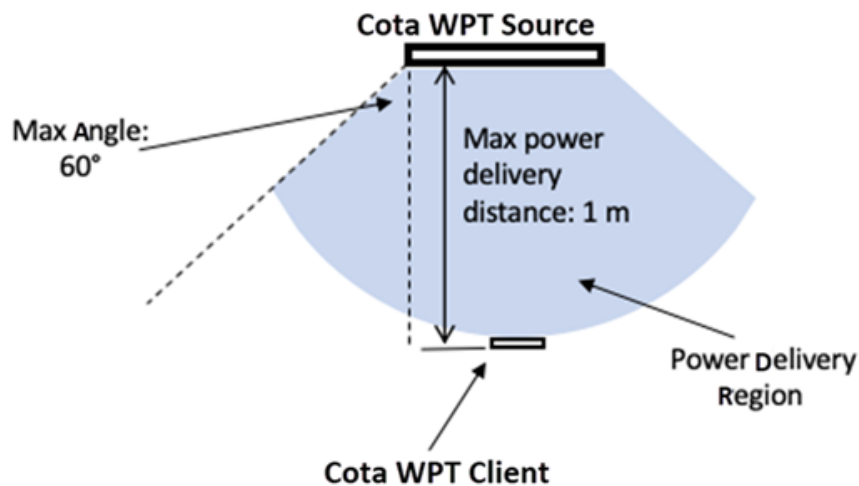 Cota WPT Source
Max Angle:
60°
Max power
delivery
distance: 1 m
Power Delivery
Region
Cota WPT Client